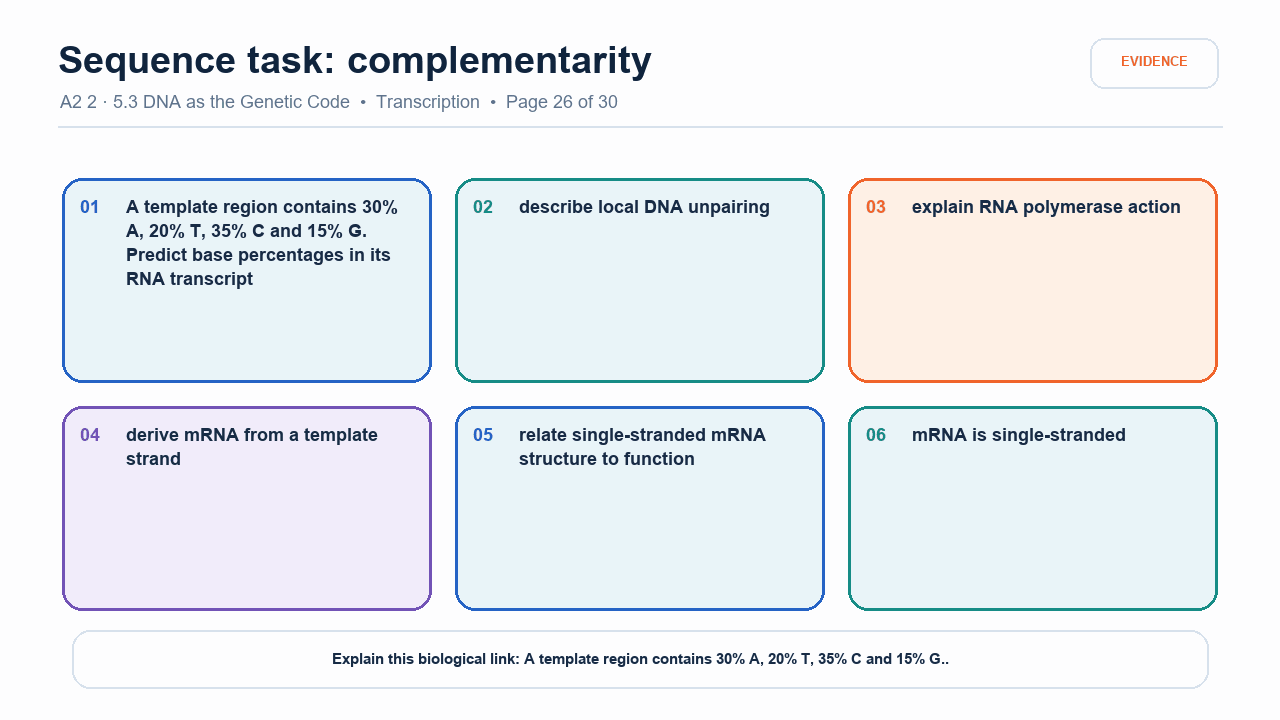 Sequence task: complementarity
EVIDENCE
A2 2 · 5.3 DNA as the Genetic Code • Transcription • Page 26 of 30
01
A template region contains 30%
A, 20% T, 35% C and 15% G.
Predict base percentages in its
RNA transcript
02
describe local DNA unpairing
03
explain RNA polymerase action
04
derive mRNA from a template
strand
05
relate single-stranded mRNA
structure to function
06
mRNA is single-stranded
Explain this biological link: A template region contains 30% A, 20% T, 35% C and 15% G..